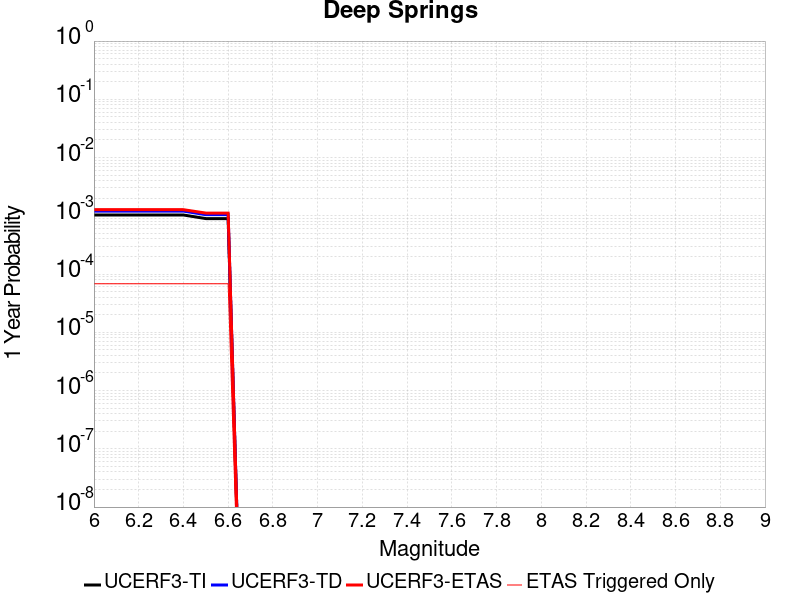 Deep Springs
10^0
10^-1
10^-2
10^-3
10^-4
10^-5
10^-6
10^-7
10^-8
1 Year Probability
6 6.2 6.4 6.6 6.8 7 7.2 7.4 7.6 7.8 8 8.2 8.4 8.6 8.8 9
Magnitude
UCERF3-TI UCERF3-TD UCERF3-ETAS ETAS Triggered Only